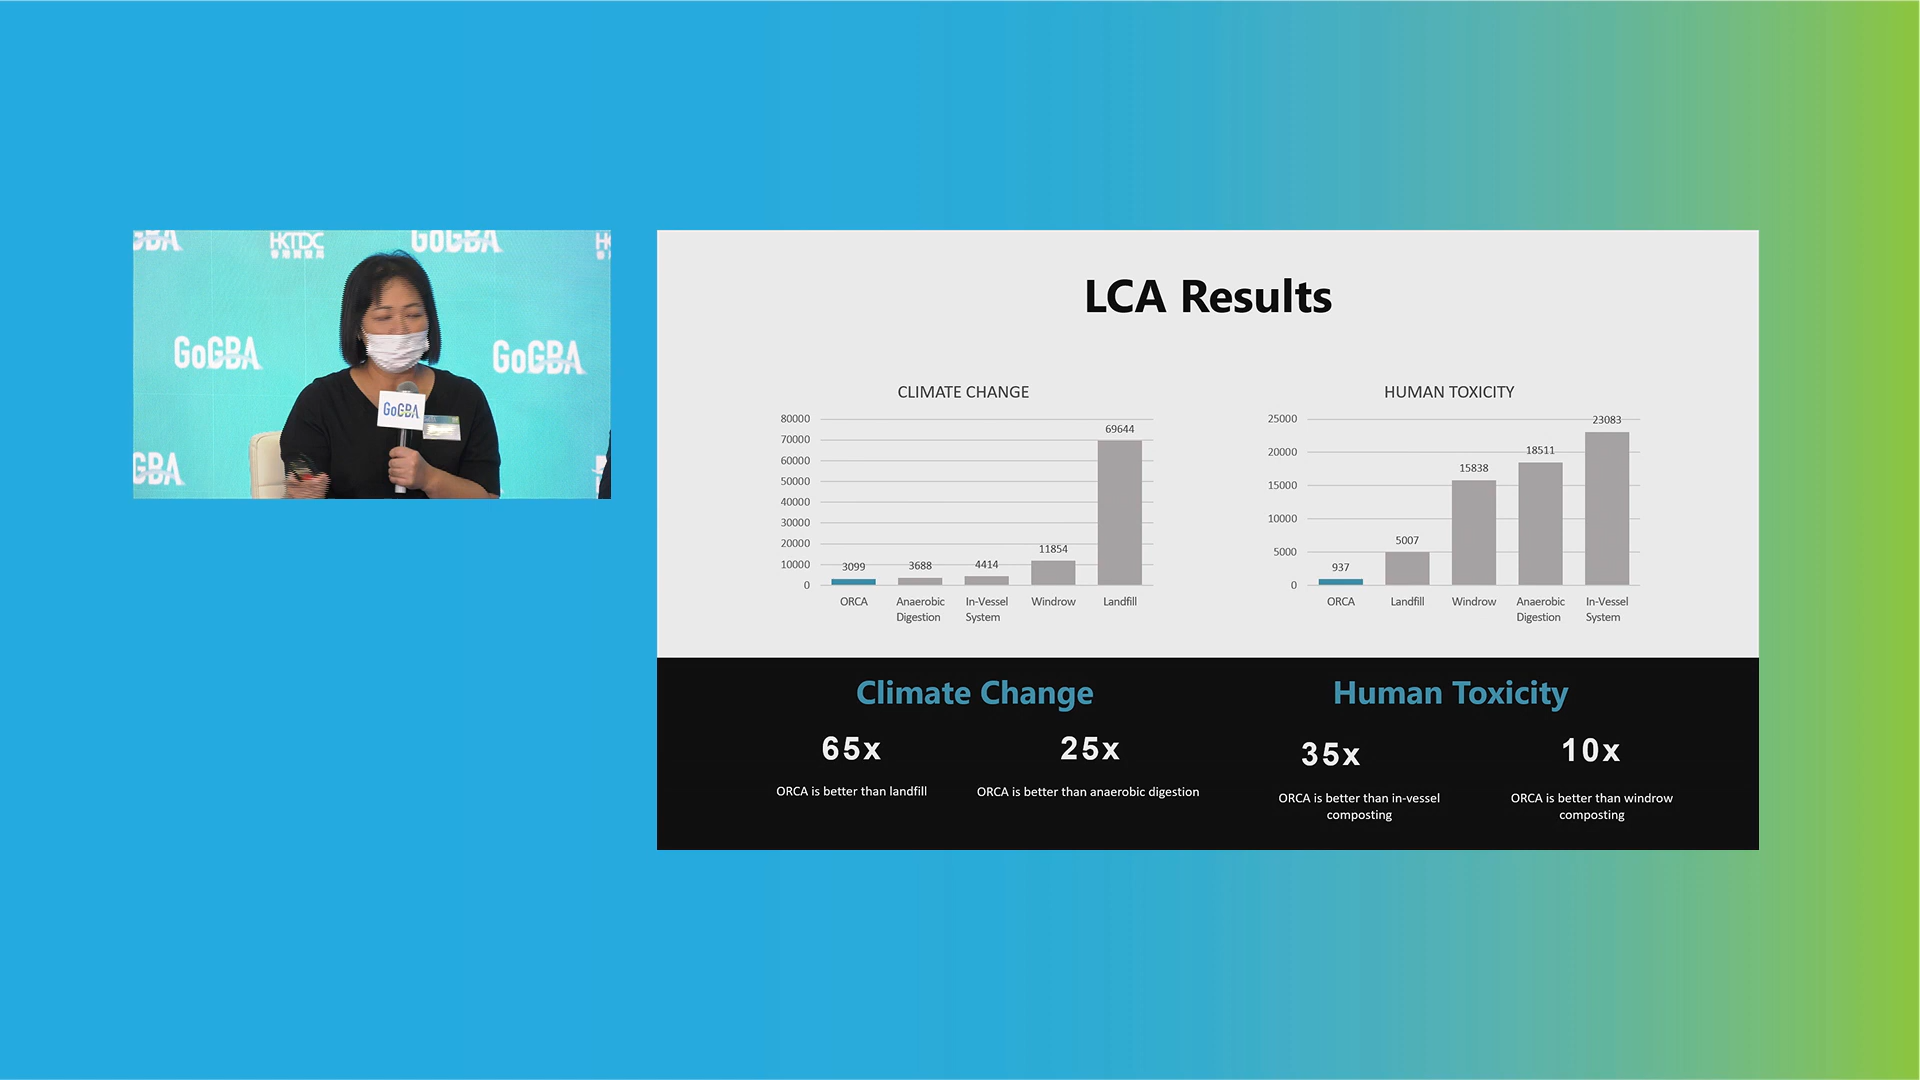 GBA
HKTDC
GoGBA
HK
GoGBA
GoGBA
GoGBA
GBA
LCA Results
CLIMATE CHANGE
80000
70000
60000
50000
40000
30000
20000
10000
0
3099
3688
4414
11854
69644
ORCA
Anaerobic
Digestion
In-Vessel
System
Windrow
Landfill
HUMAN TOXICITY
25000
20000
15000
10000
5000
0
937
5007
15838
18511
23083
ORCA
Landfill
Windrow
Anaerobic
Digestion
In-Vessel
System
Climate Change
65x
ORCA is better than landfill
25x
ORCA is better than anaerobic digestion
Human Toxicity
35x
ORCA is better than in-vessel
composting
10x
ORCA is better than windrow
composting